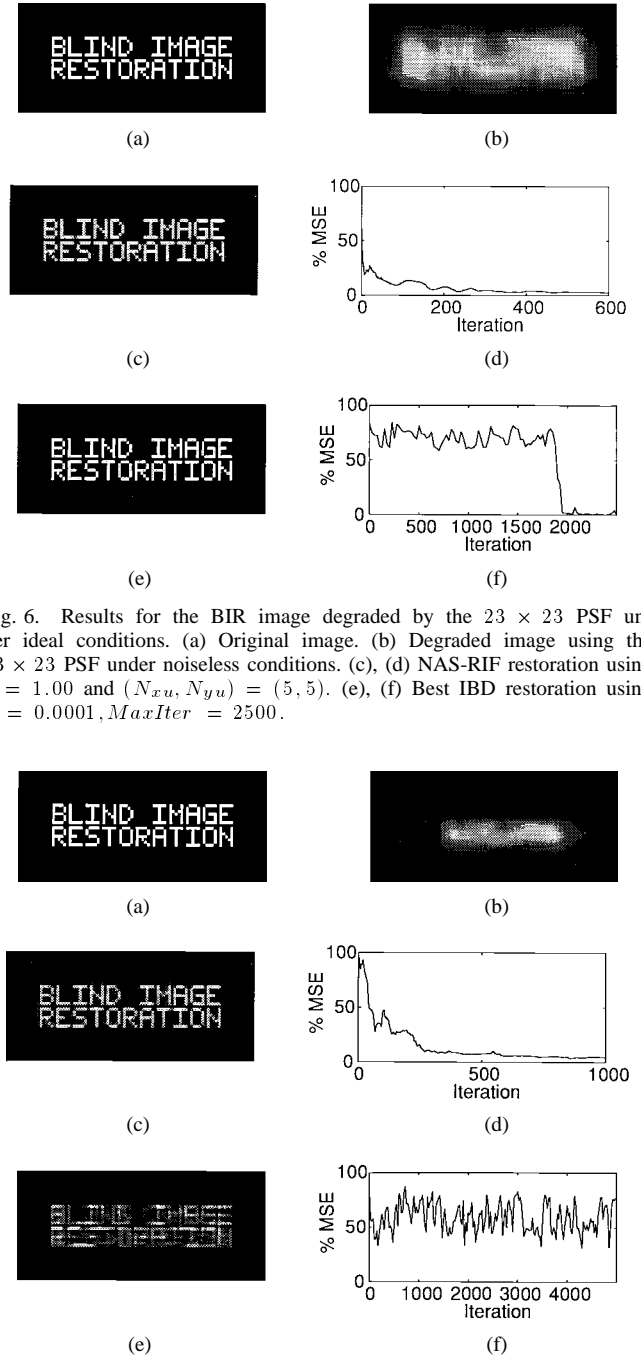 BLIND IMAGE
RESTORATION
(a)
(b)
BLIND IMAGE
RESTORATION
(c)
100
50
0
% MSE
0 200 400 600
Iteration
(d)
BLIND IMAGE
RESTORATION
(e)
100
50
0
% MSE
0 500 1000 1500 2000
Iteration
(f)
g. 6. Results for the BIR image degraded by the 23 × 23 PSF un
er ideal conditions. (a) Original image. (b) Degraded image using th
3 × 23 PSF under noiseless conditions. (c), (d) NAS-RIF restoration usin
= 1.00 and (N_{xu}, N_{yu}) = (5, 5). (e), (f) Best IBD restoration usin
= 0.0001, MaxIter = 2500.
BLIND IMAGE
RESTORATION
(a)
(b)
BLIND IMAGE
RESTORATION
(c)
100
50
0
% MSE
0 500 1000
Iteration
(d)
(e)
100
50
0
% MSE
0 1000 2000 3000 4000
Iteration
(f)